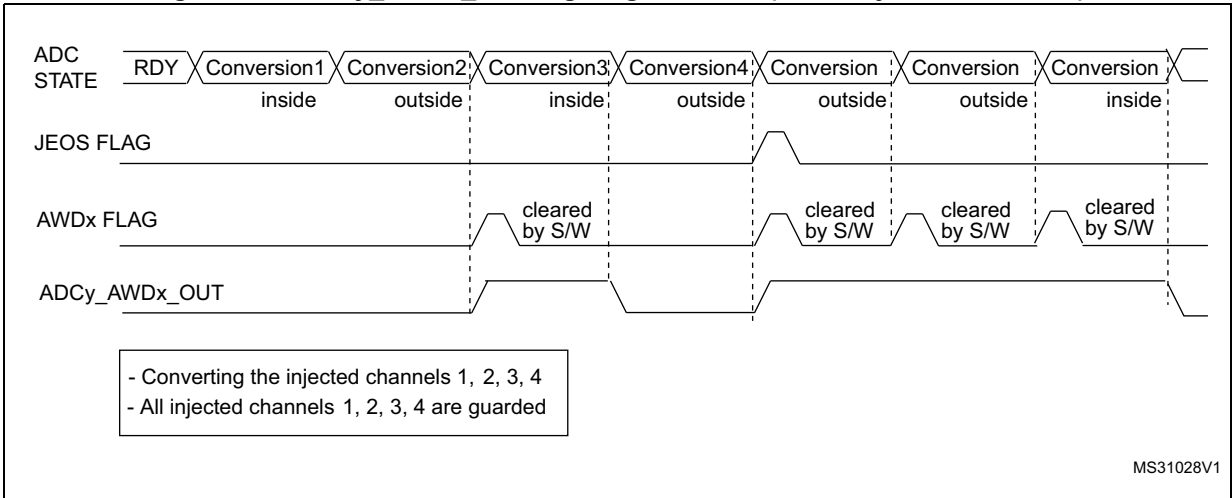 ADC STATE
RDY Conversion1 Conversion2 Conversion3 Conversion4 Conversion Conversion Conversion
inside outside inside outside outside outside inside
JEOS FLAG
AWDx FLAG
cleared by S/W
cleared by S/W
cleared by S/W
cleared by S/W
ADCy_AWDx_OUT
- Converting the injected channels 1, 2, 3, 4
- All injected channels 1, 2, 3, 4 are guarded
MS31028V1